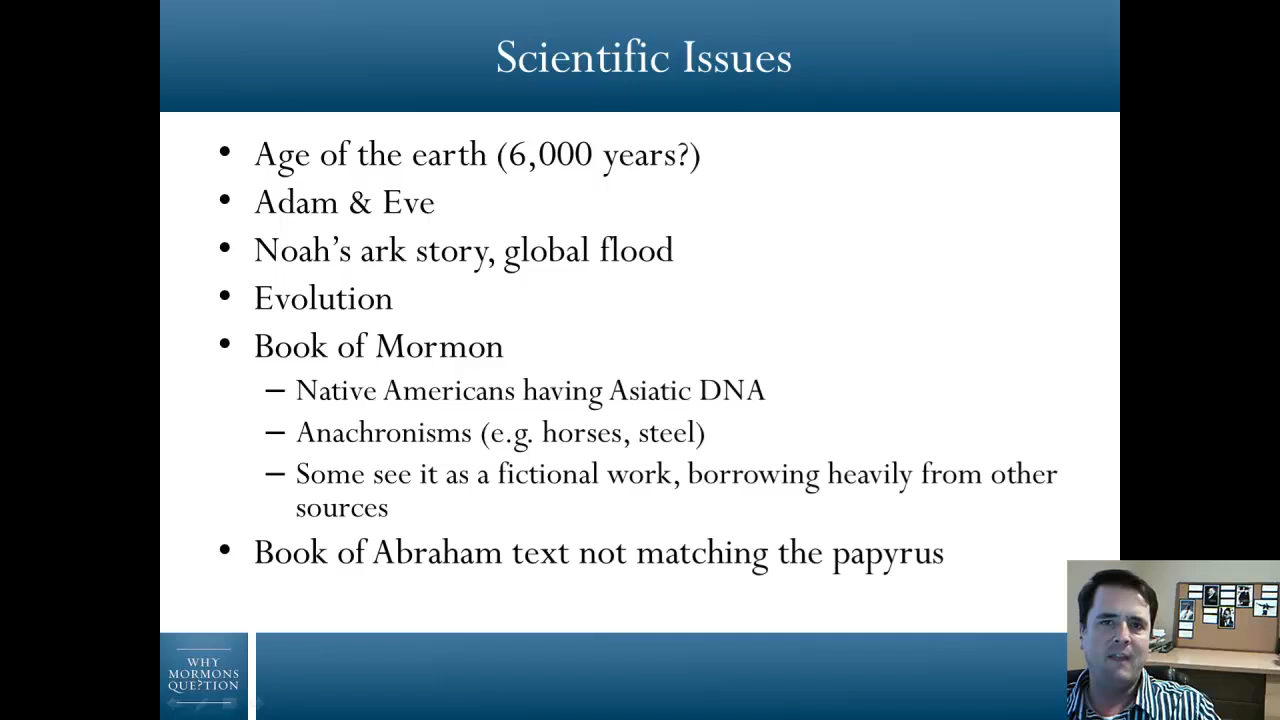 Scientific Issues
• Age of the earth (6,000 years?)
• Adam & Eve
• Noah's ark story, global flood
• Evolution
• Book of Mormon
– Native Americans having Asiatic DNA
– Anachronisms (e.g. horses, steel)
– Some see it as a fictional work, borrowing heavily from other
sources
• Book of Abraham text not matching the papyrus
WHY
MORMONS
QUE?TION